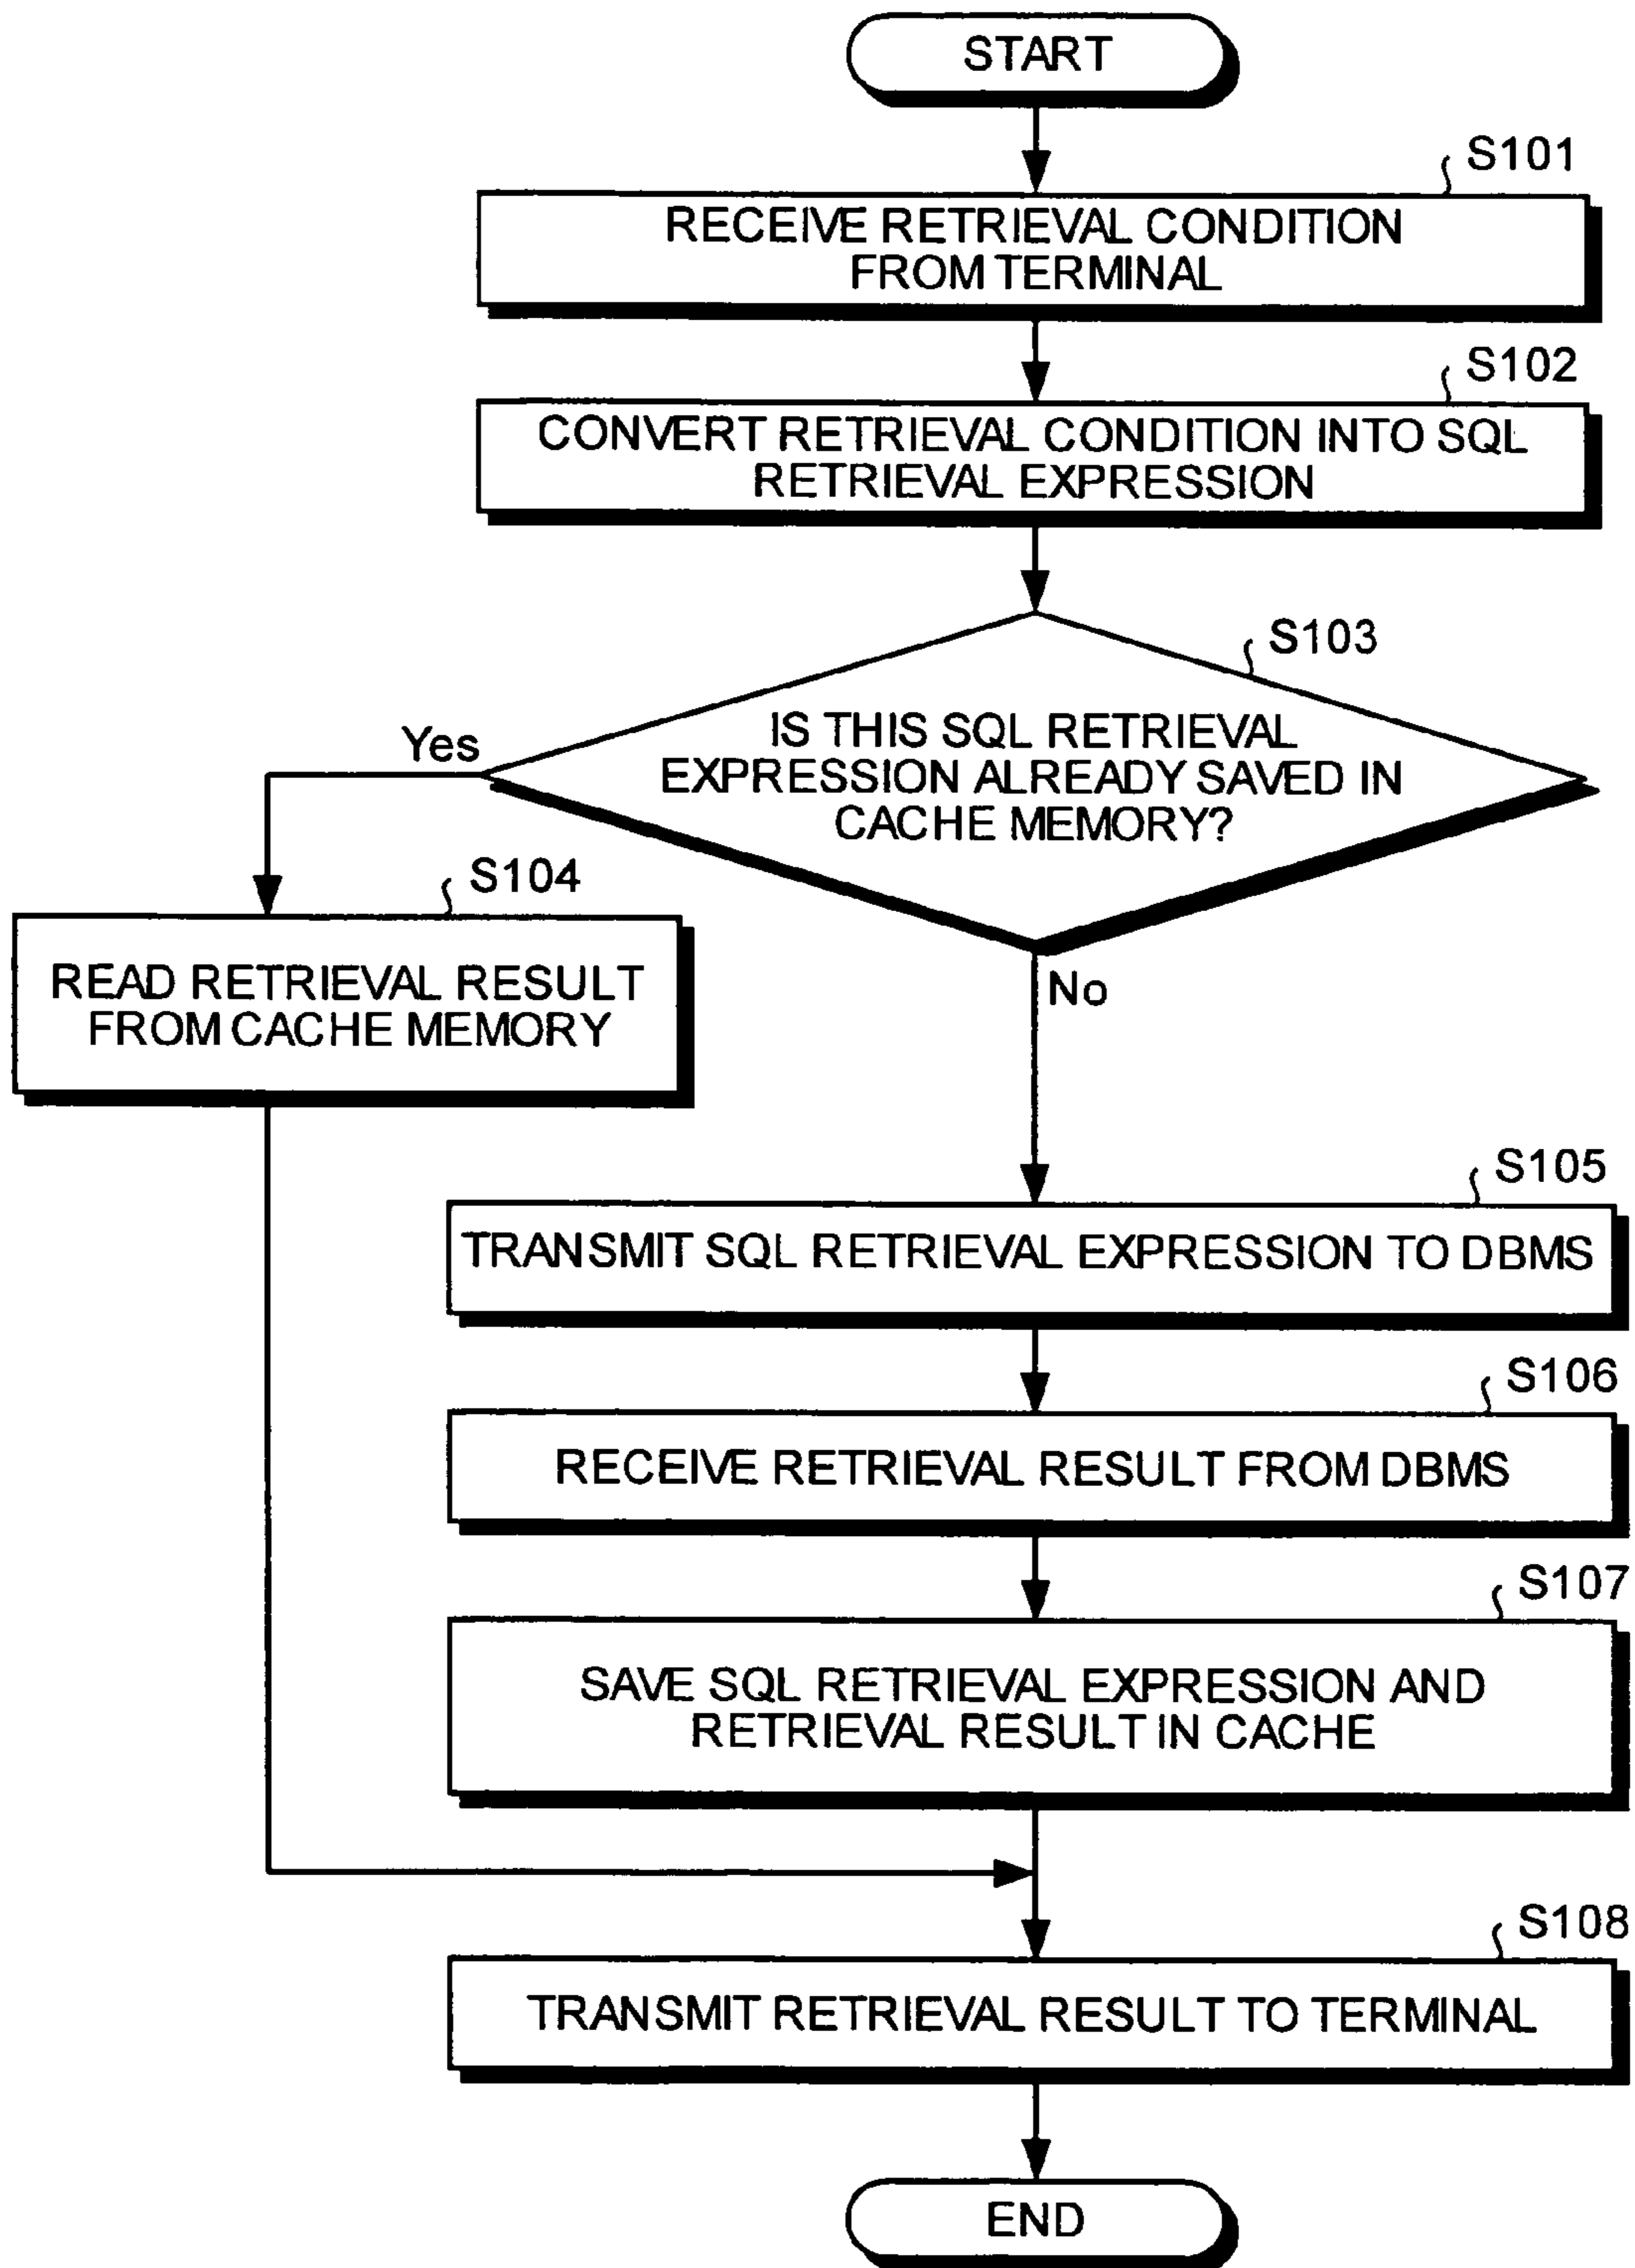 START
S101
RECEIVE RETRIEVAL CONDITION
FROM TERMINAL
S102
CONVERT RETRIEVAL CONDITION INTO SQL
RETRIEVAL EXPRESSION
S103
IS THIS SQL RETRIEVAL
EXPRESSION ALREADY SAVED IN
CACHE MEMORY?
Yes
S104
READ RETRIEVAL RESULT
FROM CACHE MEMORY
No
S105
TRANSMIT SQL RETRIEVAL EXPRESSION TO DBMS
S106
RECEIVE RETRIEVAL RESULT FROM DBMS
S107
SAVE SQL RETRIEVAL EXPRESSION AND
RETRIEVAL RESULT IN CACHE
S108
TRANSMIT RETRIEVAL RESULT TO TERMINAL
END